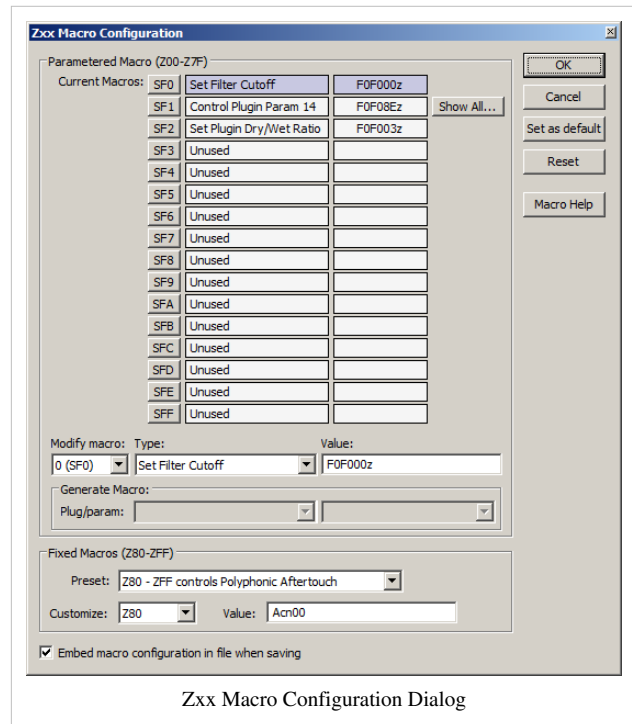 Zxx Macro Configuration
Parametered Macro (Z00-Z7F)
Current Macros: SF0 Set Filter Cutoff F0F000z
SF1 Control Plugin Param 14 F0F08Ez Show All...
SF2 Set Plugin Dry/Wet Ratio F0F003z
SF3 Unused
SF4 Unused
SF5 Unused
SF6 Unused
SF7 Unused
SF8 Unused
SF9 Unused
SFA Unused
SFB Unused
SFC Unused
SFD Unused
SFE Unused
SFF Unused
Modify macro: Type: Value:
0 (SF0) Set Filter Cutoff F0F000z
Generate Macro:
Plug/param:
Fixed Macros (Z80-ZFF)
Preset: Z80 - ZFF controls Polyphonic Aftertouch
Customize: Z80 Value: Acn00
Embed macro configuration in file when saving
OK
Cancel
Set as default
Reset
Macro Help
Zxx Macro Configuration Dialog